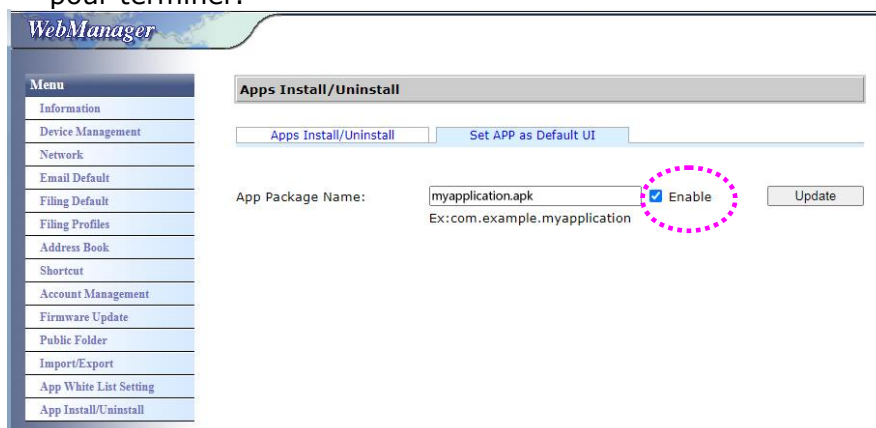 pour terminer.
WebManager
Menu
Information
Device Management
Network
Email Default
Filing Default
Filing Profiles
Address Book
Shortcut
Account Management
Firmware Update
Public Folder
Import/Export
App White List Setting
App Install/Uninstall
Apps Install/Uninstall
Apps Install/Uninstall Set APP as Default UI
App Package Name: myapplication.apk Enable Update
Ex:com.example.myapplication